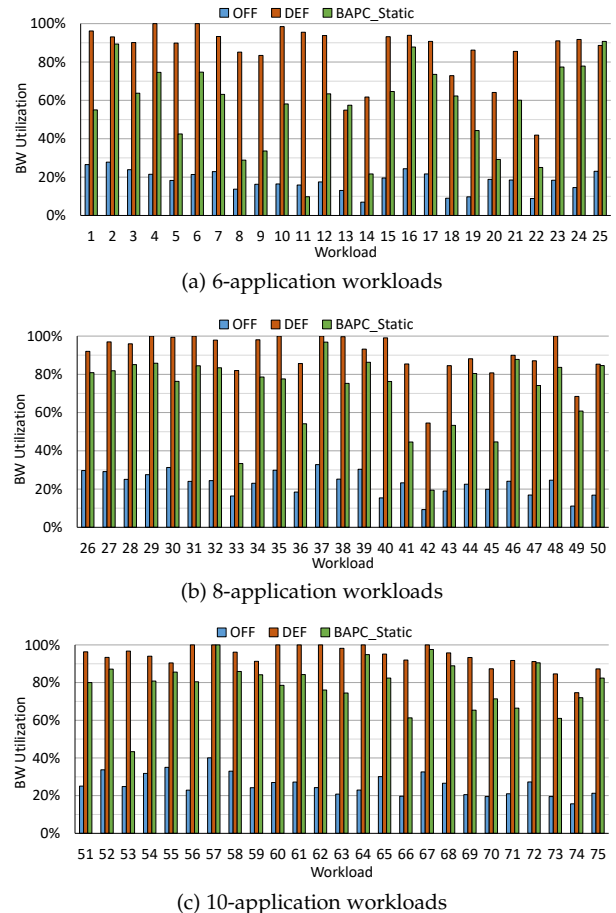 OFF DEF BAPC_Static
100%
80%
60%
40%
20%
0%
BW Utilization
1 2 3 4 5 6 7 8 9 10 11 12 13 14 15 16 17 18 19 20 21 22 23 24 25
Workload
(a) 6-application workloads
OFF DEF BAPC_Static
100%
80%
60%
40%
20%
0%
BW Utilization
26 27 28 29 30 31 32 33 34 35 36 37 38 39 40 41 42 43 44 45 46 47 48 49 50
Workload
(b) 8-application workloads
OFF DEF BAPC_Static
100%
80%
60%
40%
20%
0%
BW Utilization
51 52 53 54 55 56 57 58 59 60 61 62 63 64 65 66 67 68 69 70 71 72 73 74 75
Workload
(c) 10-application workloads